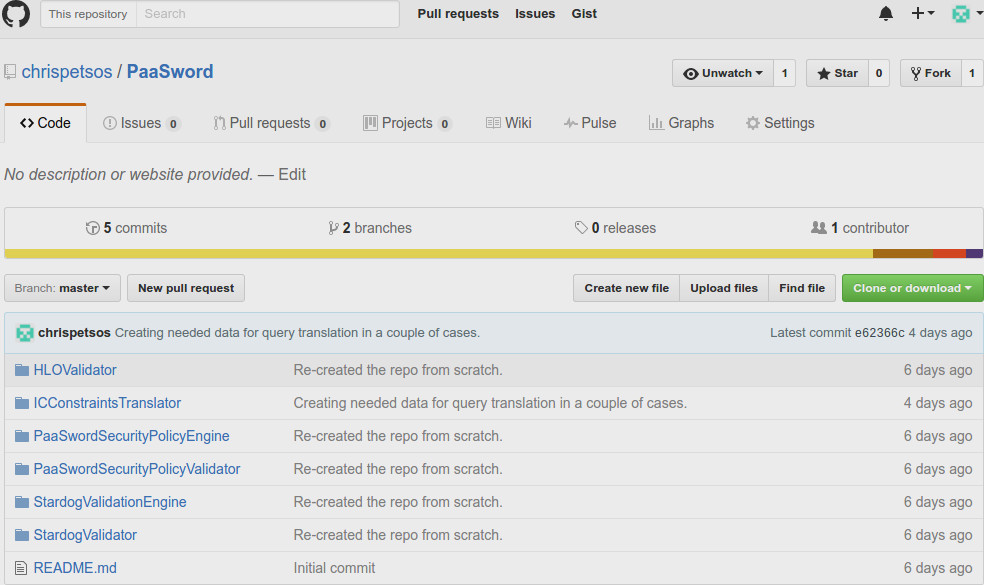 This repository Search Pull requests Issues Gist
chrispetsos / PaaSword Unwatch 1 Star 0 Fork 1
Code Issues 0 Pull requests 0 Projects 0 Wiki Pulse Graphs Settings
No description or website provided. — Edit
5 commits 2 branches 0 releases 1 contributor
Branch: master New pull request Create new file Upload files Find file Clone or download
chrispetsos Creating needed data for query translation in a couple of cases. Latest commit e62366c 4 days ago
HLOValidator Re-created the repo from scratch. 6 days ago
ICConstraintsTranslator Creating needed data for query translation in a couple of cases. 4 days ago
PaaSwordSecurityPolicyEngine Re-created the repo from scratch. 6 days ago
PaaSwordSecurityPolicyValidator Re-created the repo from scratch. 6 days ago
StardogValidationEngine Re-created the repo from scratch. 6 days ago
StardogValidator Re-created the repo from scratch. 6 days ago
README.md Initial commit 6 days ago